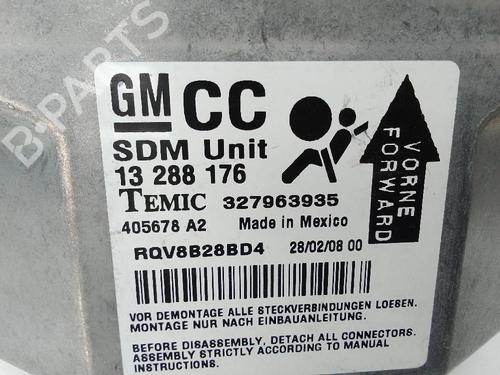 B-PARTS
GM CC
SDM Unit
13 288 176
TEMIC 327963935
405678 A2 Made in Mexico
RQV8B28BD4 28/02/08 00
VORNE
FORWARD
VOR DEMONTAGE ALLE STECKVERBINDUNGEN LOESEN.
MONTAGE NUR NACH EINBAUANLEITUNG.
BEFORE DISASSEMBLY, DETACH ALL CONNECTORS.
ASSEMBLY STRICTLY ACCORDING TO MANUAL
INSTRUCTIONS.